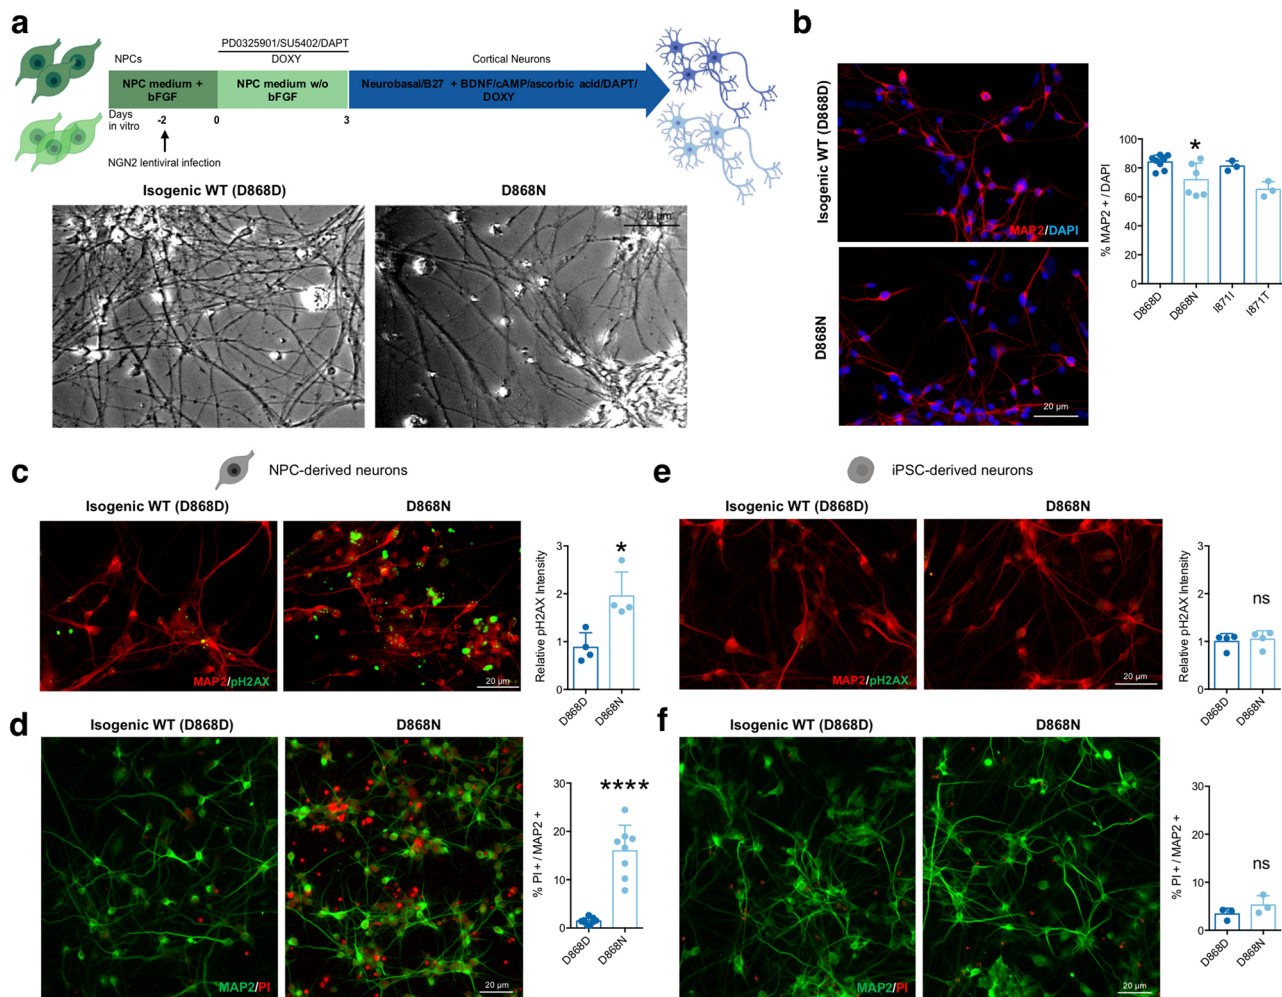 a
PD0325901/SU5402/DAPT
DOXY
NPCs
Cortical Neurons
NPC medium +
bFGF
NPC medium w/o
bFGF
Neurobasal/B27 + BDNF/cAMP/ascorbic acid/DAPT/
DOXY
Days
in vitro
-2
0
3
NGN2 lentiviral infection
Isogenic WT (D868D)
D868N
20 µm
b
Isogenic WT (D868D)
MAP2/DAPI
D868N
20 µm
% MAP2 + / DAPI
100
80
60
40
20
0
*
D868D
D868N
I871I
I871T
c
NPC-derived neurons
Isogenic WT (D868D)
D868N
MAP2/pH2AX
20 µm
Relative pH2AX Intensity
3
2
1
0
*
D868D
D868N
e
iPSC-derived neurons
Isogenic WT (D868D)
D868N
MAP2/pH2AX
20 µm
Relative pH2AX Intensity
3
2
1
0
ns
D868D
D868N
d
Isogenic WT (D868D)
D868N
MAP2/PI
20 µm
% PI + / MAP2 +
30
20
10
0
****
D868D
D868N
f
Isogenic WT (D868D)
D868N
MAP2/PI
20 µm
% PI + / MAP2 +
30
20
10
0
ns
D868D
D868N